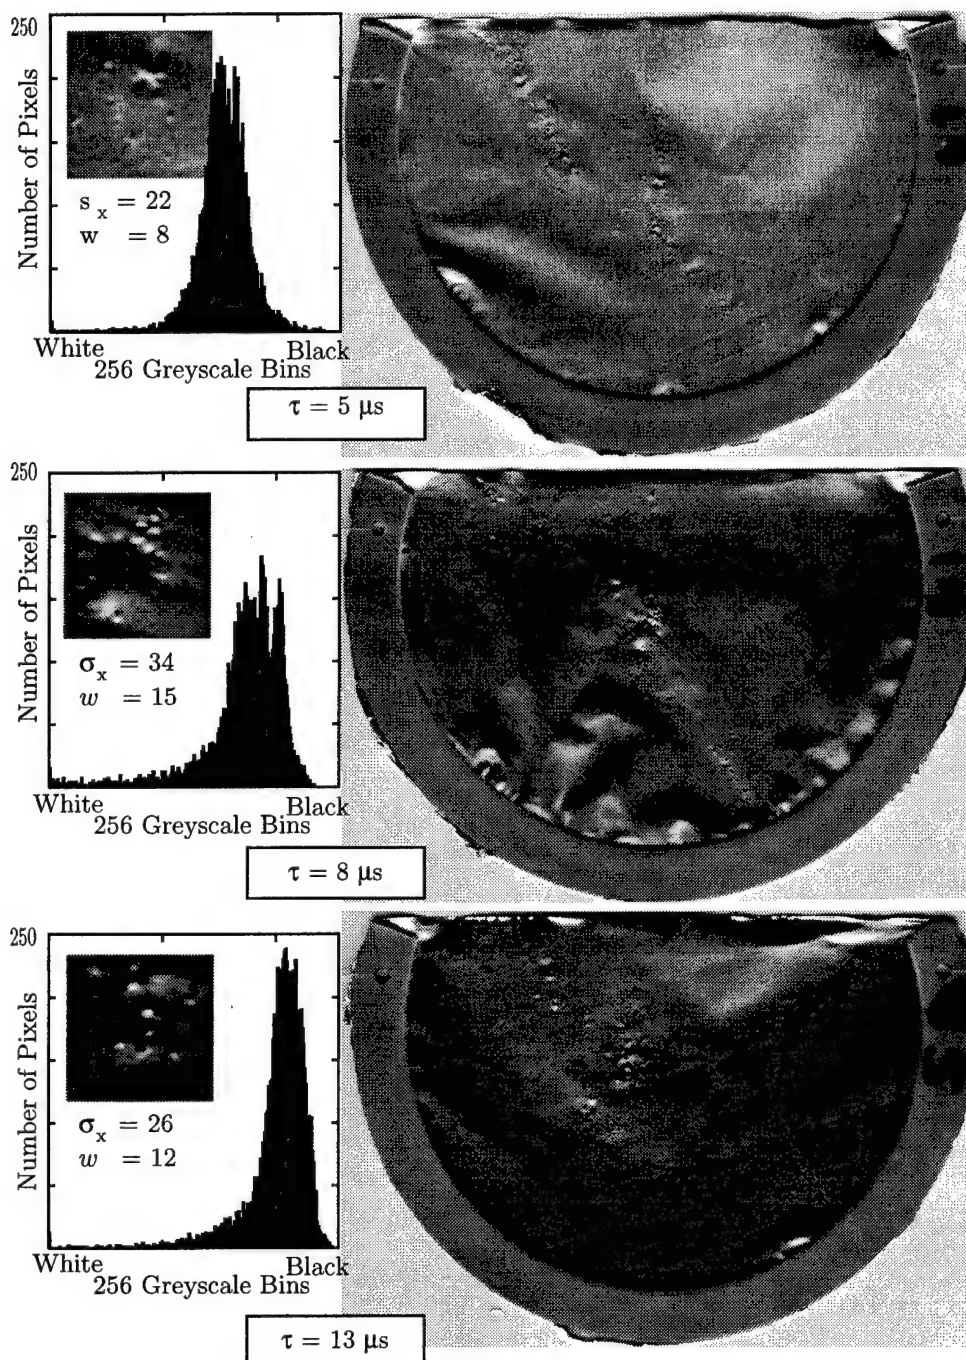 250
Number of Pixels
s x = 22
w = 8
White
Black
256 Greyscale Bins
τ = 5 μs
250
Number of Pixels
σ x = 34
w = 15
White
Black
256 Greyscale Bins
τ = 8 μs
250
Number of Pixels
σ x = 26
w = 12
White
Black
256 Greyscale Bins
τ = 13 μs